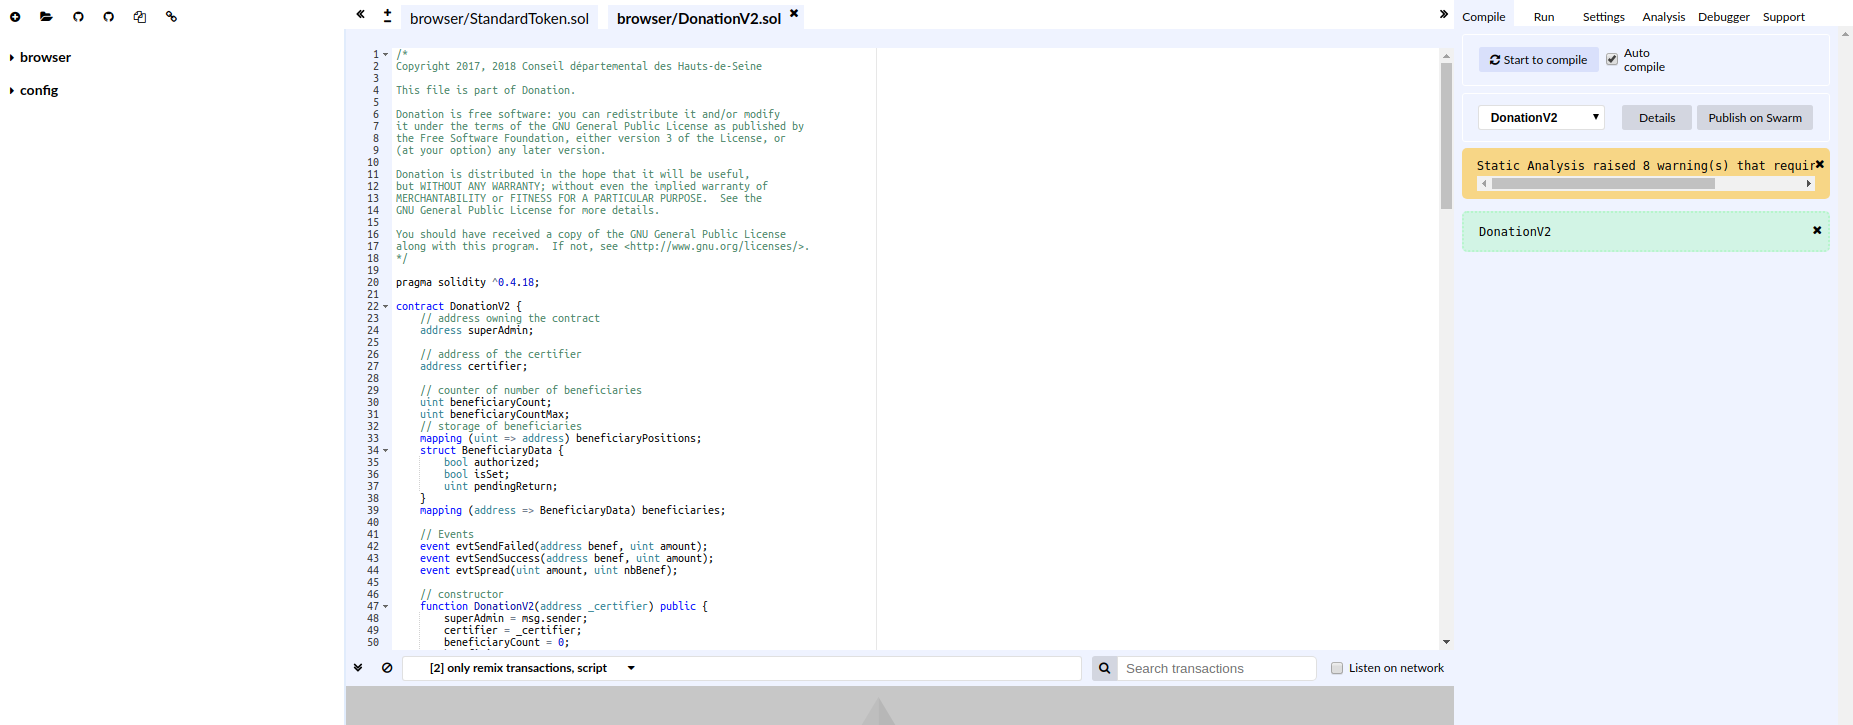 browser
config
browser/StandardToken.sol
browser/DonationV2.sol
1 /*
2 Copyright 2017, 2018 Conseil départemental des Hauts-de-Seine
3
4 This file is part of Donation.
5
6 Donation is free software: you can redistribute it and/or modify
7 it under the terms of the GNU General Public License as published by
8 the Free Software Foundation, either version 3 of the License, or
9 (at your option) any later version.
10
11 Donation is distributed in the hope that it will be useful,
12 but WITHOUT ANY WARRANTY; without even the implied warranty of
13 MERCHANTABILITY or FITNESS FOR A PARTICULAR PURPOSE.  See the
14 GNU General Public License for more details.
15
16 You should have received a copy of the GNU General Public License
17 along with this program.  If not, see <http://www.gnu.org/licenses/>.
18 */
19
20 pragma solidity ^0.4.18;
21
22 contract DonationV2 {
23     // address owning the contract
24     address superAdmin;
25
26     // address of the certifier
27     address certifier;
28
29     // counter of number of beneficiaries
30     uint beneficiaryCount;
31     uint beneficiaryCountMax;
32     // storage of beneficiaries
33     mapping (uint => address) beneficiaryPositions;
34     struct BeneficiaryData {
35         bool authorized;
36         bool isSet;
37         uint pendingReturn;
38     }
39     mapping (address => BeneficiaryData) beneficiaries;
40
41     // Events
42     event evtSendFailed(address benef, uint amount);
43     event evtSendSuccess(address benef, uint amount);
44     event evtSpread(uint amount, uint nbBenef);
45
46     // constructor
47     function DonationV2(address _certifier) public {
48         superAdmin = msg.sender;
49         certifier = _certifier;
50         beneficiaryCount = 0;
[2] only remix transactions, script
Search transactions
Listen on network
Compile Run Settings Analysis Debugger Support
Start to compile
Auto compile
DonationV2
Details
Publish on Swarm
Static Analysis raised 8 warning(s) that requir
DonationV2